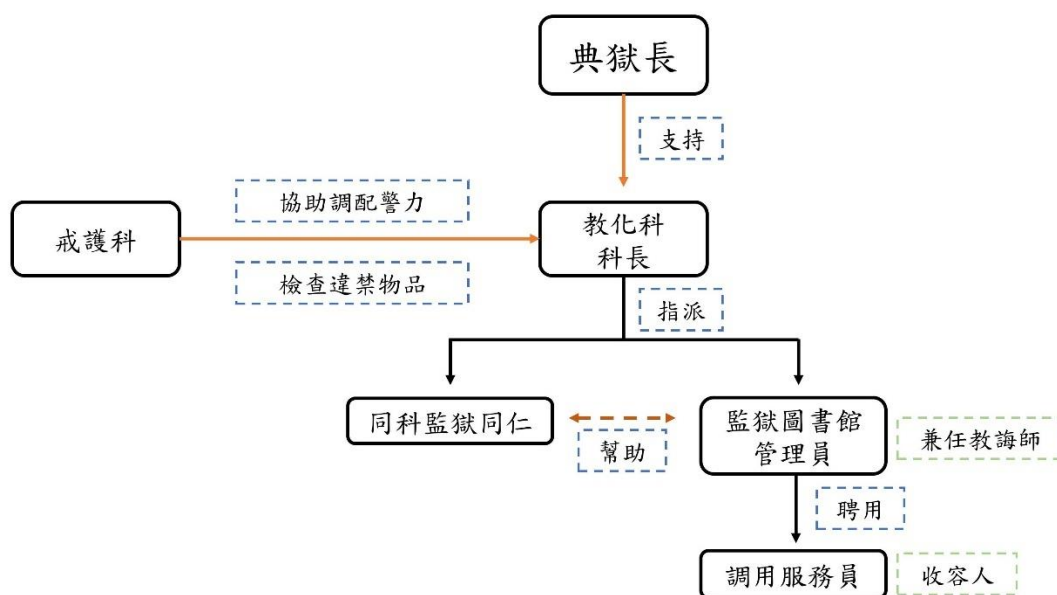 典獄長
支持
協助調配警力
戒護科
教化科
科長
檢查違禁物品
指派
同科監獄同仁
幫助
監獄圖書館
管理員
兼任教誨師
聘用
調用服務員
收容人